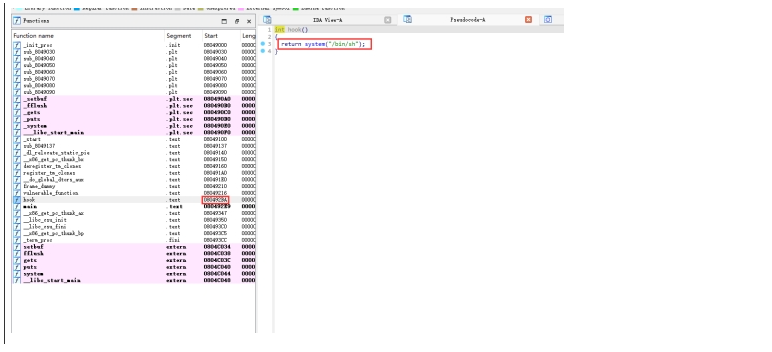 Functions
IDA View-A
Pseudocode-A
Function name Segment Start Leng
_init_proc .init 08049000 0000
sub_8049030 .plt 08049030 0000
sub_8049040 .plt 08049040 0000
sub_8049050 .plt 08049050 0000
sub_8049060 .plt 08049060 0000
sub_8049070 .plt 08049070 0000
sub_8049080 .plt 08049080 0000
sub_8049090 .plt 08049090 0000
_setbuf .plt.sec 080490A0 0000
_fflush .plt.sec 080490B0 0000
_gets .plt.sec 080490C0 0000
_puts .plt.sec 080490D0 0000
_system .plt.sec 080490E0 0000
___libc_start_main .plt.sec 080490F0 0000
_start .text 08049100 0000
sub_8049137 .text 08049137 0000
_dl_relocate_static_pie .text 08049140 0000
__x86_get_pc_thunk_bx .text 08049150 0000
deregister_tm_clones .text 08049160 0000
register_tm_clones .text 080491A0 0000
__do_global_dtors_aux .text 080491E0 0000
frame_dummy .text 08049210 0000
vulnerable_function .text 08049216 0000
hook .text 080492BA 0000
main .text 080492E9 0000
__x86_get_pc_thunk_ax .text 08049347 0000
__libc_csu_init .text 08049350 0000
__libc_csu_fini .text 080493C0 0000
__x86_get_pc_thunk_bp .text 080493C5 0000
_term_proc .fini 080493CC 0000
setbuf extern 0804C034 0000
fflush extern 0804C038 0000
gets extern 0804C03C 0000
puts extern 0804C040 0000
system extern 0804C044 0000
__libc_start_main extern 0804C048 0000
1 int hook()
2 {
3 return system("/bin/sh");
4 }